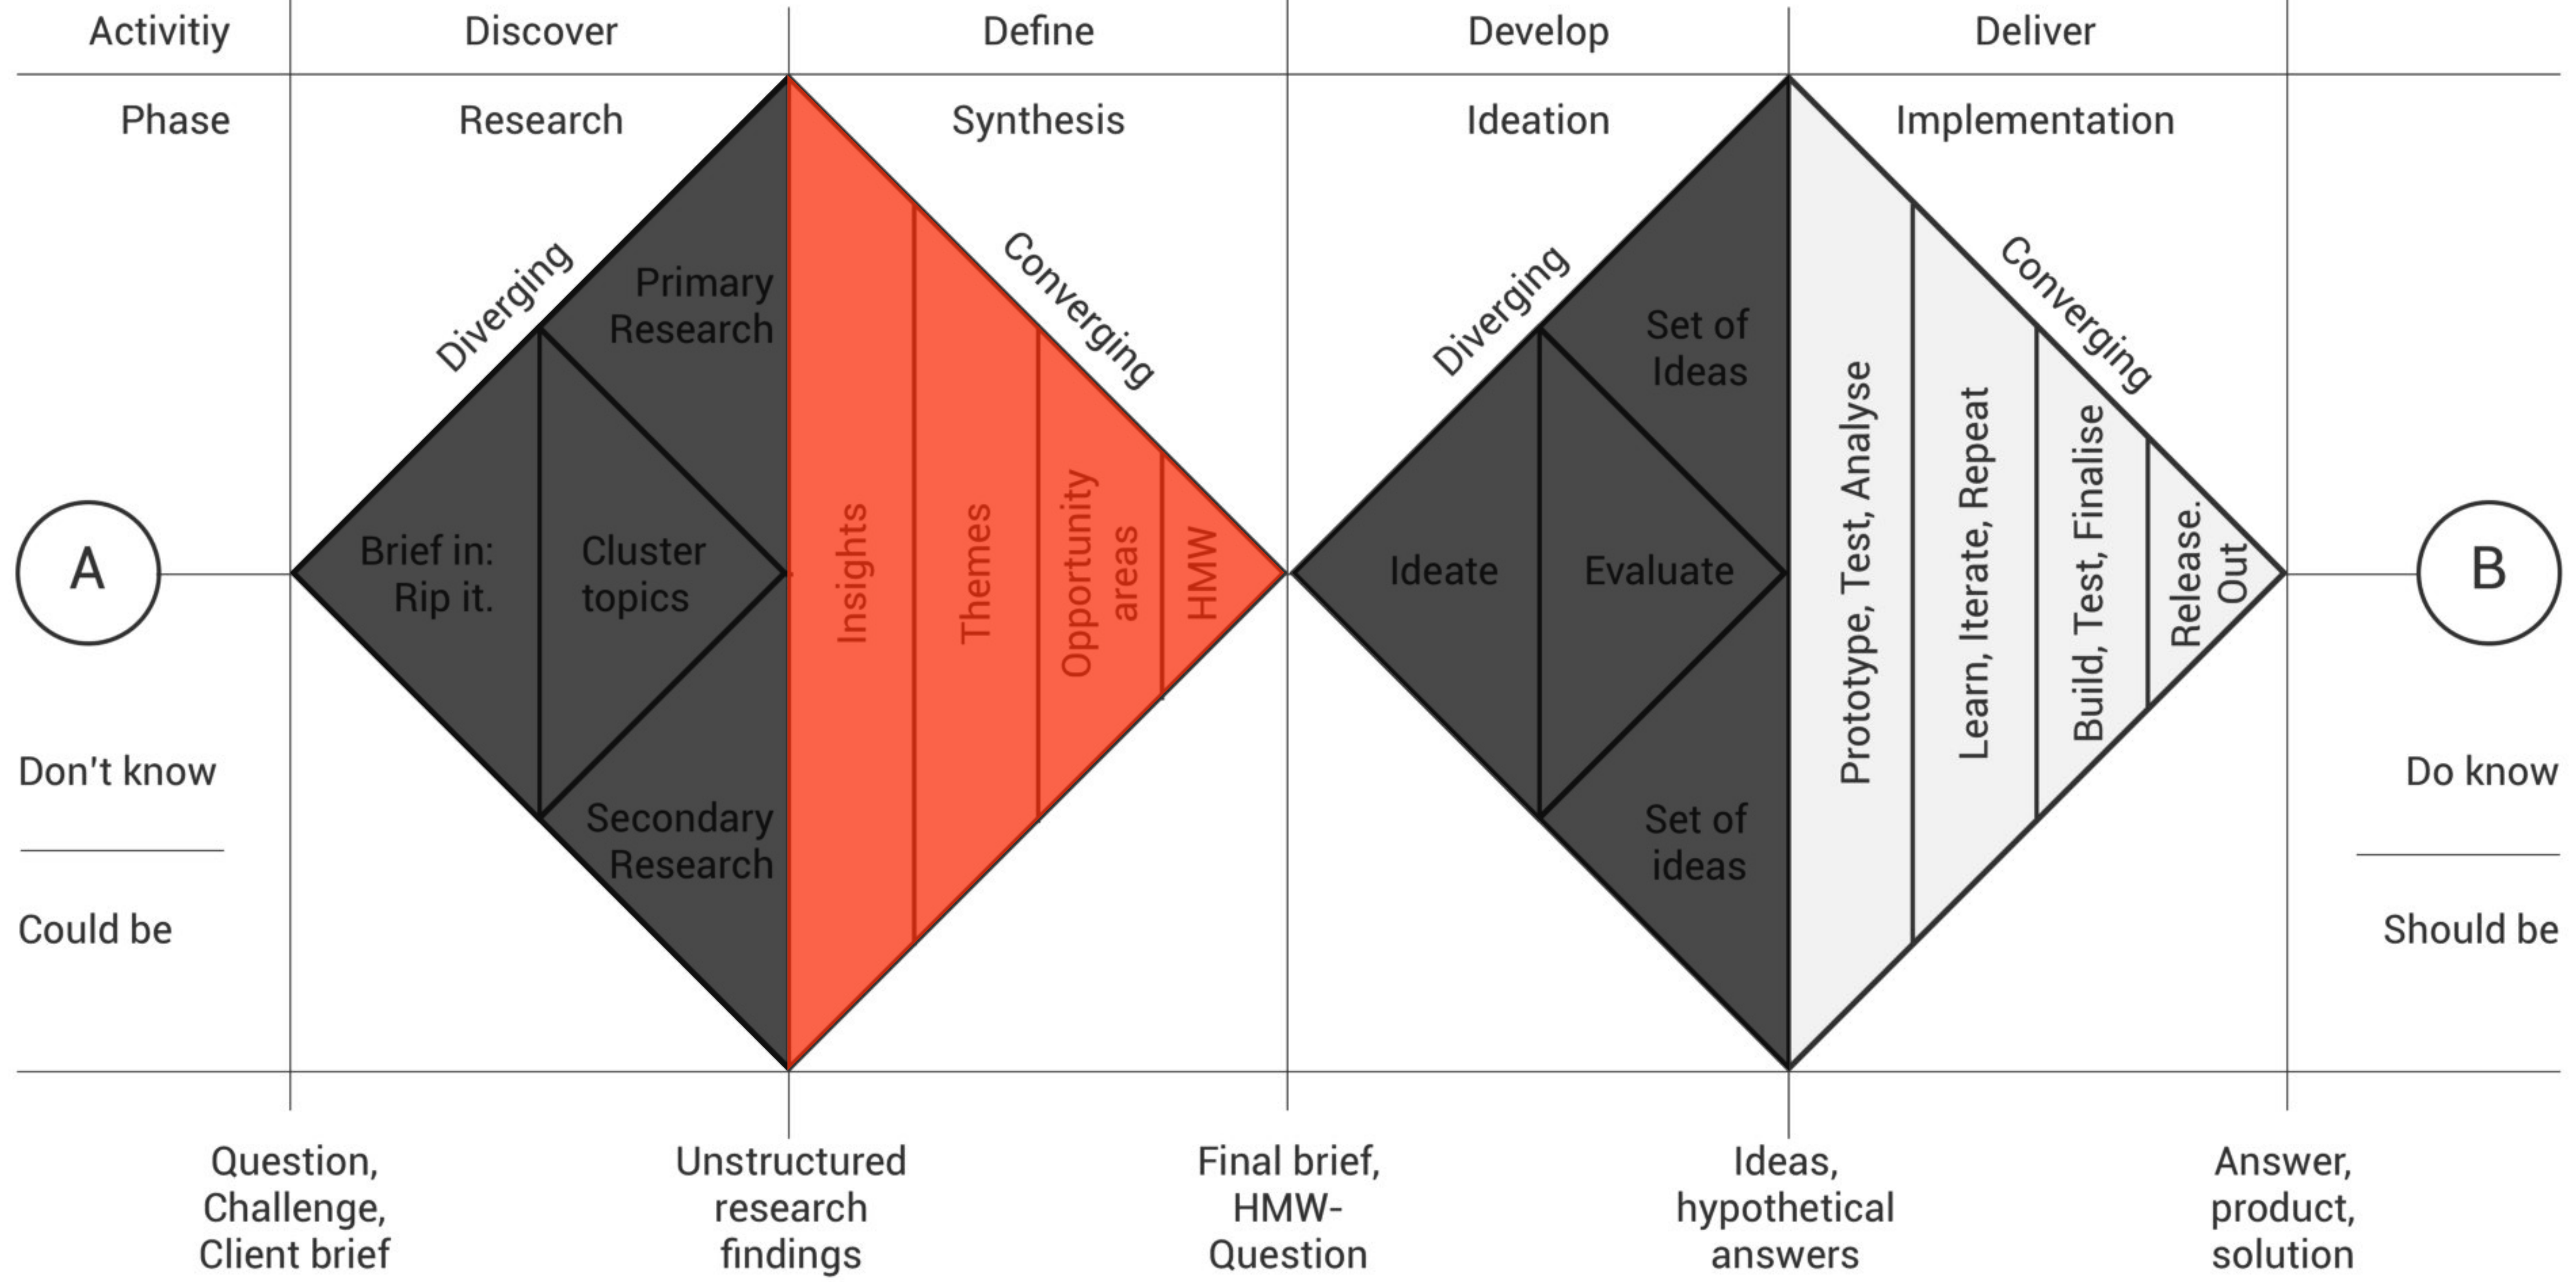 Activitiy
Discover
Define
Develop
Deliver
Phase
Research
Synthesis
Ideation
Implementation
Diverging
Converging
Diverging
Converging
Primary
Research
Set of
Ideas
A
Brief in:
Rip it.
Cluster
topics
Insights
Themes
Opportunity
areas
HMW
Ideate
Evaluate
Prototype, Test, Analyse
Learn, Iterate, Repeat
Build, Test, Finalise
Release.
Out
B
Don't know
Do know
Secondary
Research
Set of
ideas
Could be
Should be
Question,
Challenge,
Client brief
Unstructured
research
findings
Final brief,
HMW-
Question
Ideas,
hypothetical
answers
Answer,
product,
solution